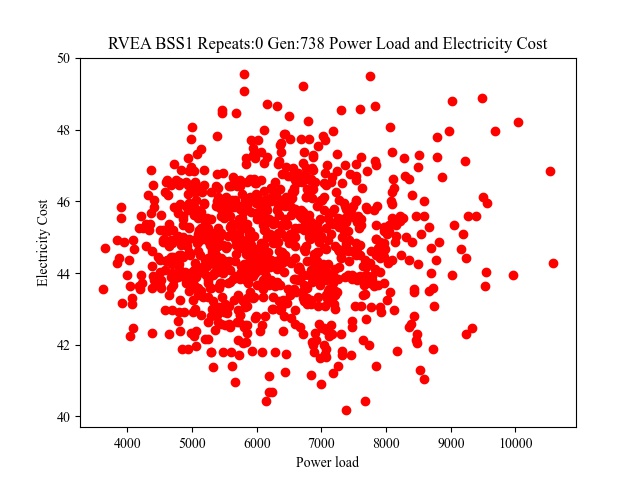 RVEA BSS1 Repeats:0 Gen:738 Power Load and Electricity Cost
50
48
46
44
42
40
Electricity Cost
4000 5000 6000 7000 8000 9000 10000
Power load